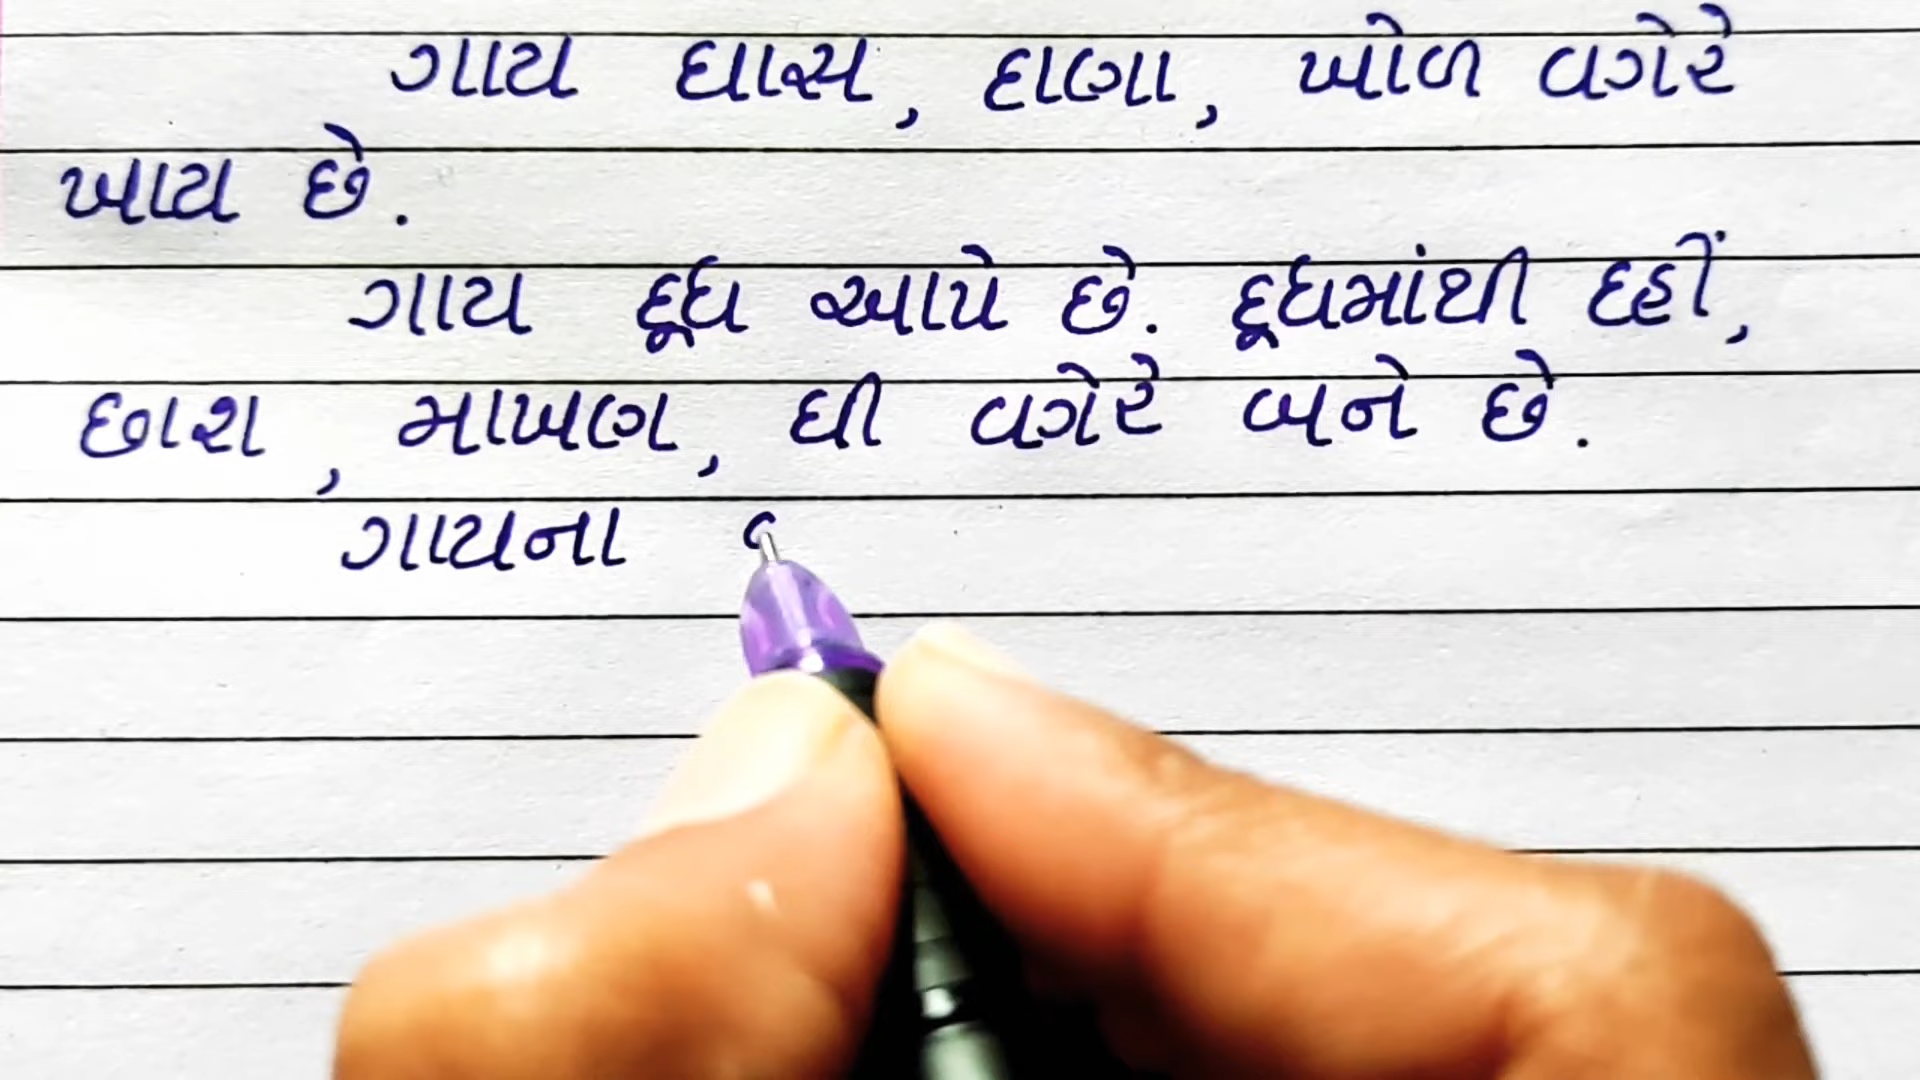 ગાય ઘાસ, દાણા, ખોળ વગેરે
ખાય છે.
ગાય દૂધ આપે છે. દૂધમાંથી દહીં,
છાશ, માખણ, ઘી વગેરે બને છે.
ગાયના